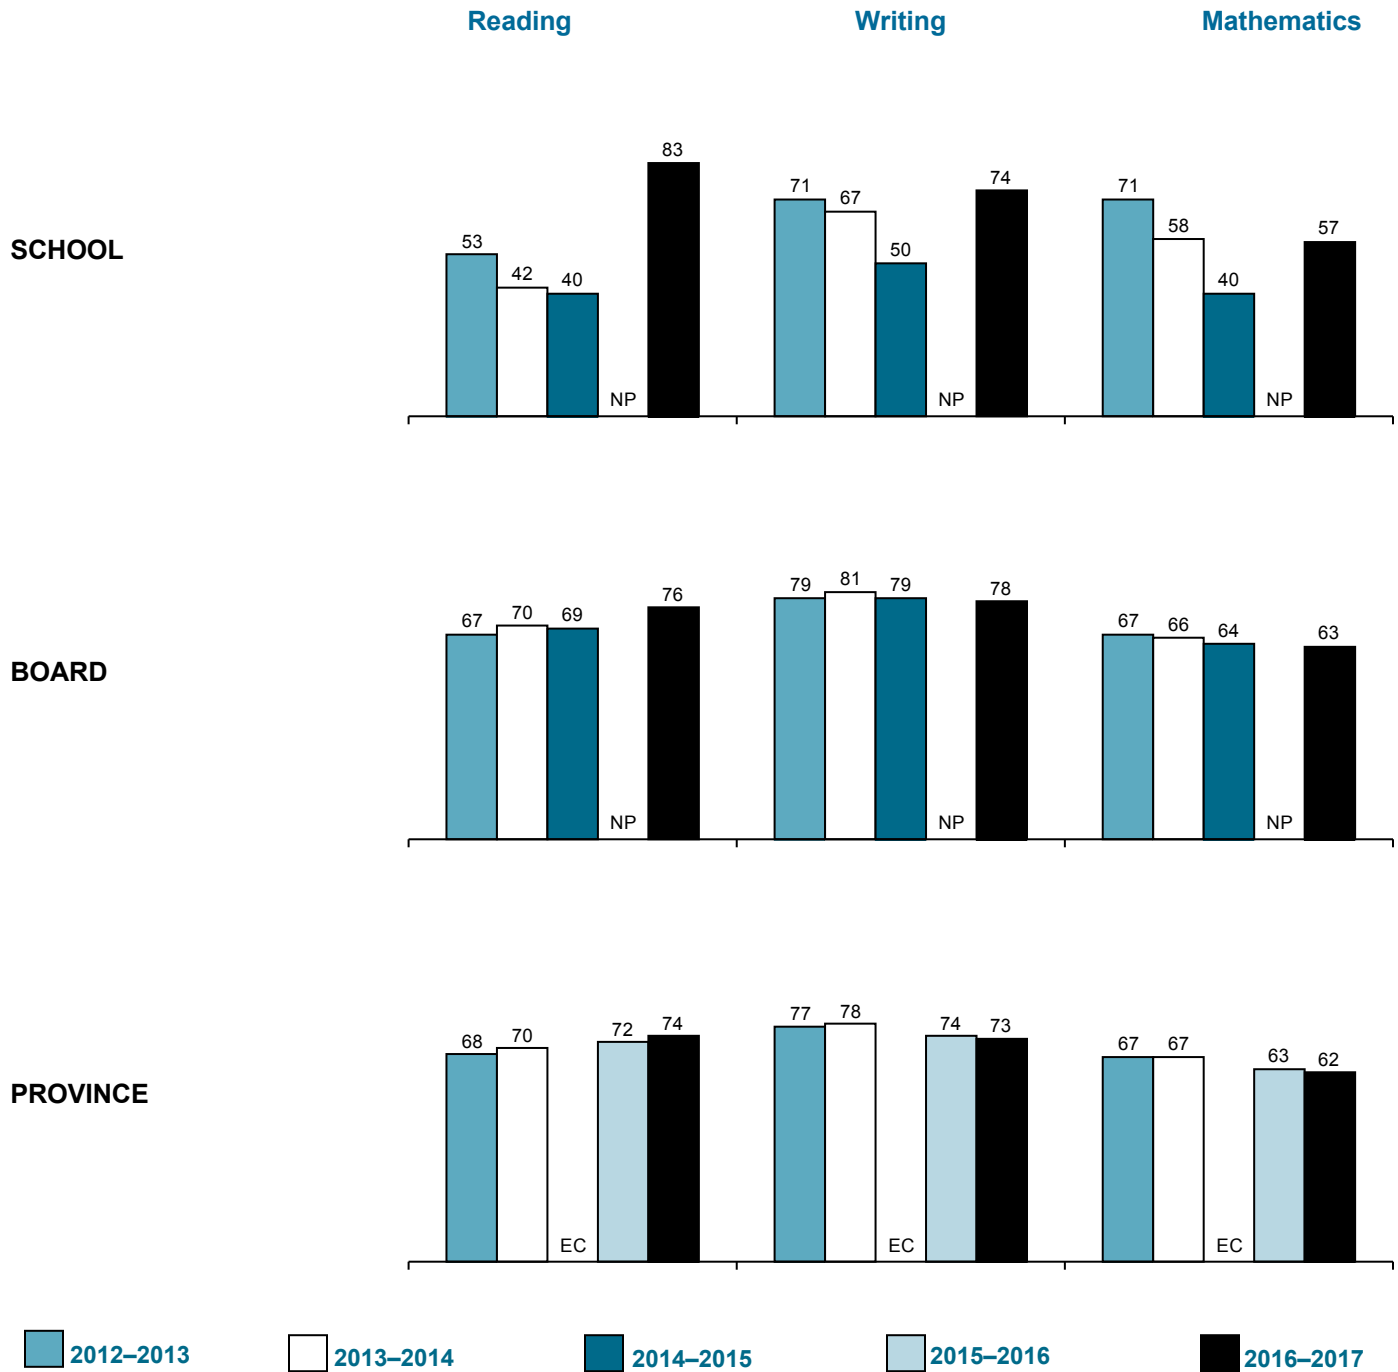 Reading Writing Mathematics
SCHOOL
53 42 40 NP 83 71 67 50 NP 74 71 58 40 NP 57
BOARD
67 70 69 NP 76 79 81 79 NP 78 67 66 64 NP 63
PROVINCE
68 70 EC 72 74 77 78 EC 74 73 67 67 EC 63 62
2012–2013 2013–2014 2014–2015 2015–2016 2016–2017